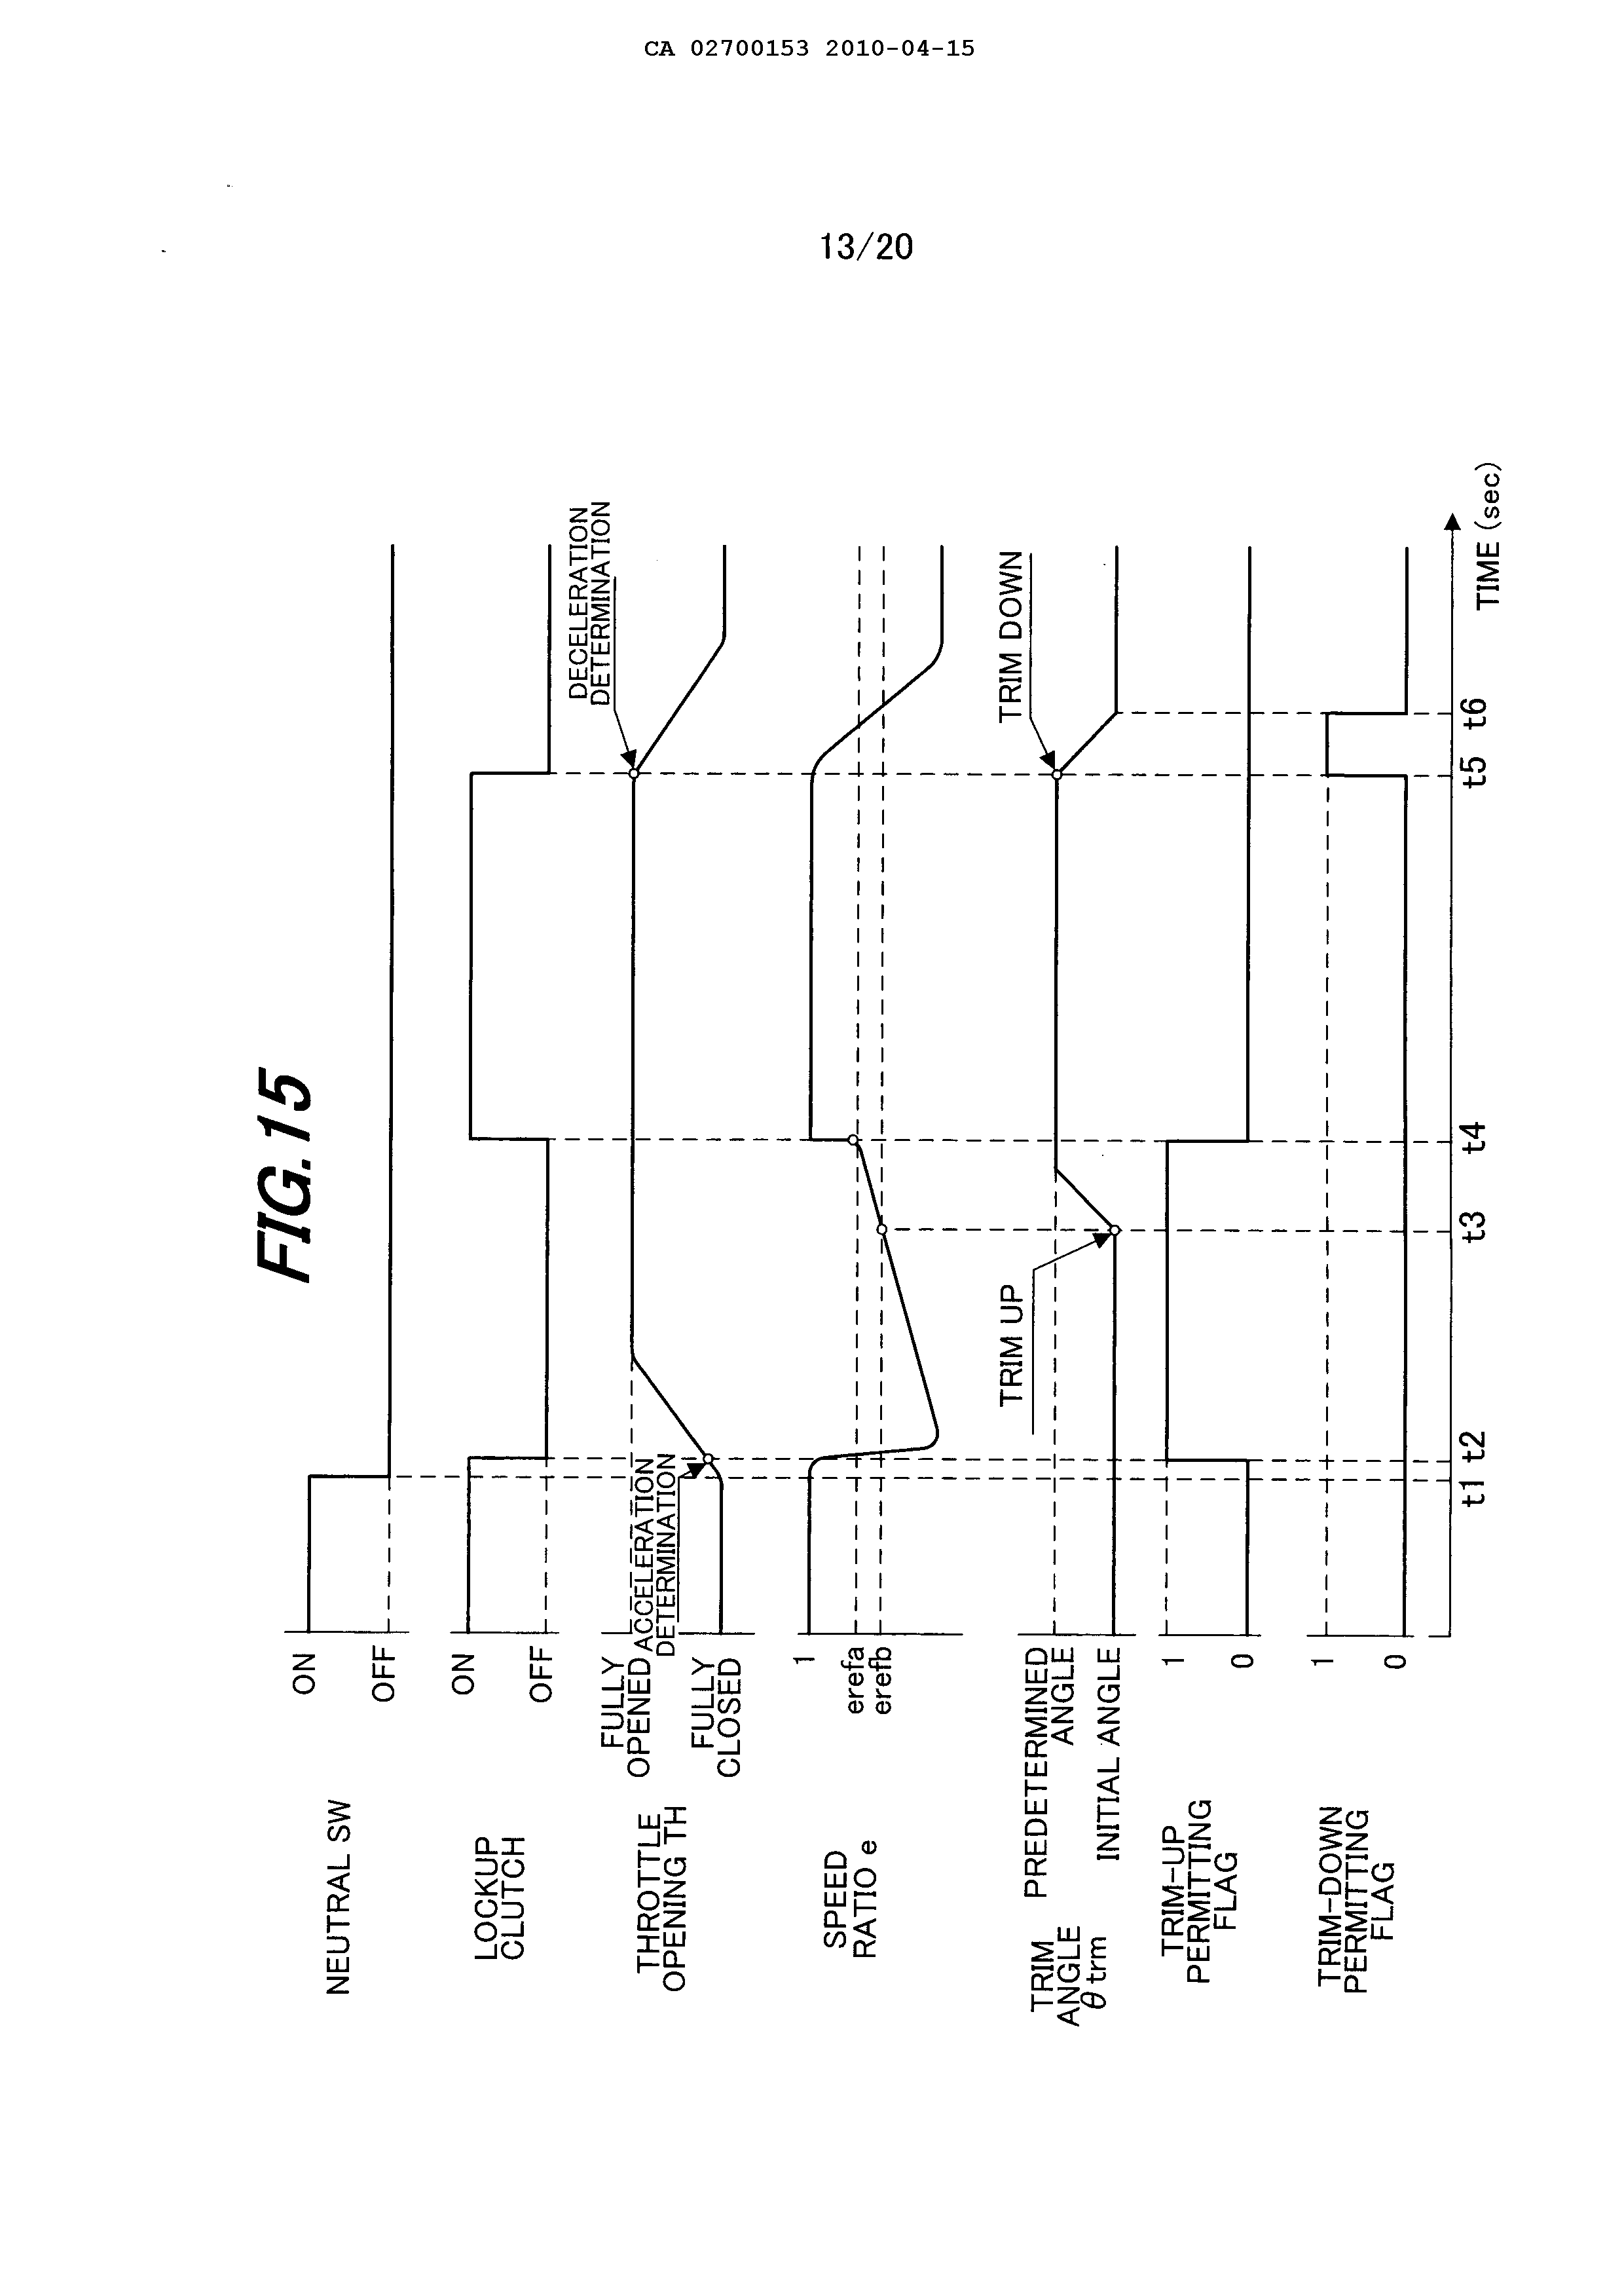 CA 02700153 2010-04-15
13/20
FIG.15
NEUTRAL SW
ON
OFF
LOCKUP
CLUTCH
ON
OFF
THROTTLE
OPENING TH
FULLY
OPENED
FULLY
CLOSED
ACCELERATION
DETERMINATION
DECELERATION
DETERMINATION
SPEED
RATIO e
1
erefa
erefb
TRIM
ANGLE
θ trm
PREDETERMINED
ANGLE
INITIAL ANGLE
TRIM UP
TRIM DOWN
TRIM-UP
PERMITTING
FLAG
1
0
TRIM-DOWN
PERMITTING
FLAG
1
0
t1
t2
t3
t4
t5
t6
TIME (sec)